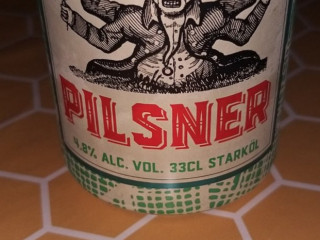 PILSNER
4.8% ALC. VOL. 33CL STARKÖL